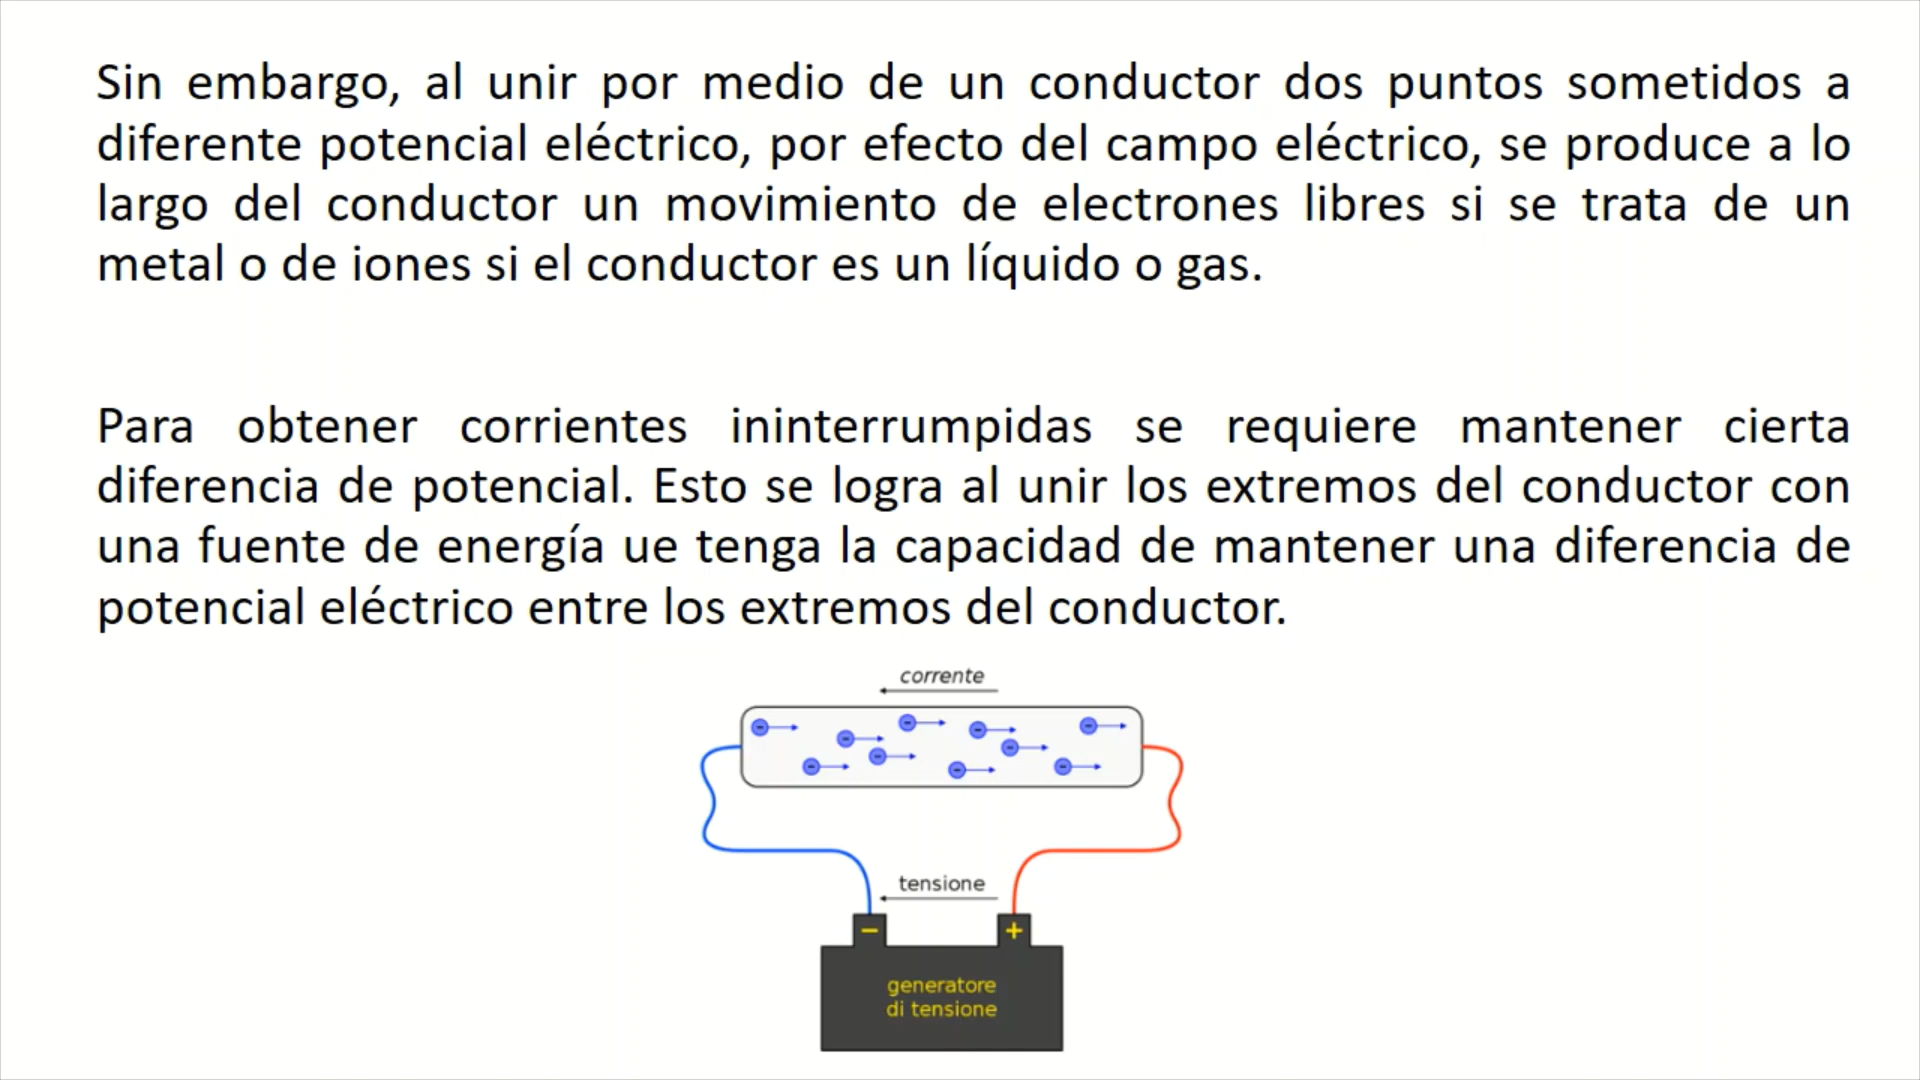 Sin embargo, al unir por medio de un conductor dos puntos sometidos a
diferente potencial eléctrico, por efecto del campo eléctrico, se produce a lo
largo del conductor un movimiento de electrones libres si se trata de un
metal o de iones si el conductor es un líquido o gas.
Para obtener corrientes ininterrumpidas se requiere mantener cierta
diferencia de potencial. Esto se logra al unir los extremos del conductor con
una fuente de energía ue tenga la capacidad de mantener una diferencia de
potencial eléctrico entre los extremos del conductor.
corrente
tensione
− +
generatore
di tensione